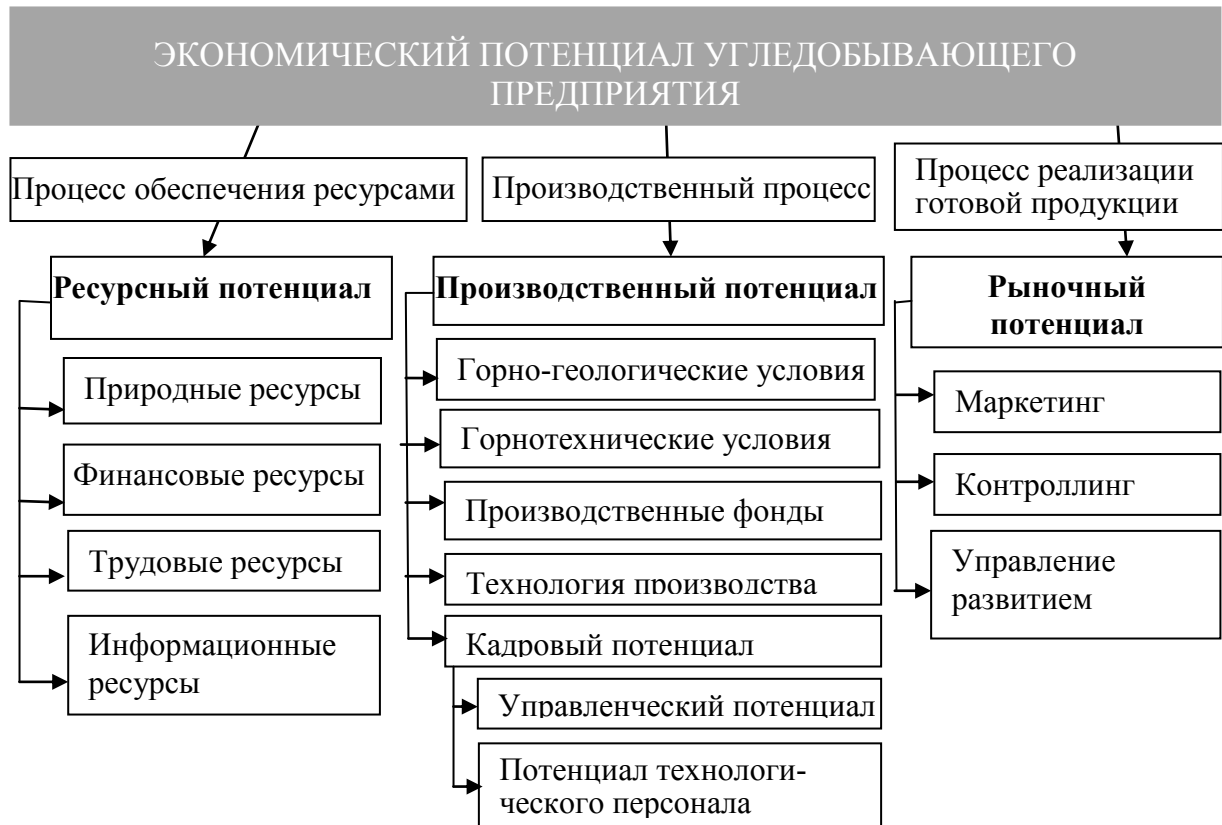 ЭКОНОМИЧЕСКИЙ ПОТЕНЦИАЛ УГЛЕДОБЫВАЮЩЕГО
ПРЕДПРИЯТИЯ
Процесс обеспечения ресурсами
Производственный процесс
Процесс реализации
готовой продукции
Ресурсный потенциал
Природные ресурсы
Финансовые ресурсы
Трудовые ресурсы
Информационные
ресурсы
Производственный потенциал
Горно-геологические условия
Горнотехнические условия
Производственные фонды
Технология производства
Кадровый потенциал
Управленческий потенциал
Потенциал технологи-
ческого персонала
Рыночный
потенциал
Маркетинг
Контроллинг
Управление
развитием